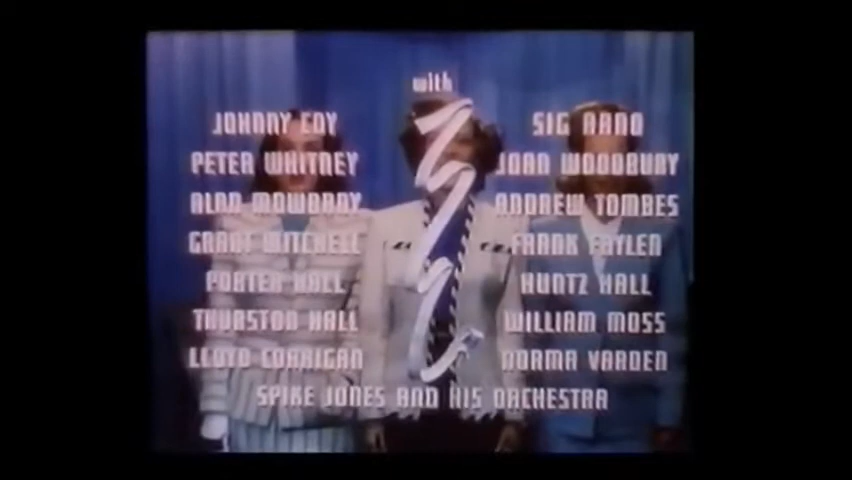 with
JOHNNY COY
SIG ARNO
PETER WHITNEY
JOAN WOODBURY
ALAN MOWBRAY
ANDREW TOMBES
GRANT MITCHELL
FRANK FAYLEN
PORTER HALL
HUNTZ HALL
THURSTON HALL
WILLIAM MOSS
LLOYD CORRIGAN
NORMA VARDEN
SPIKE JONES AND HIS ORCHESTRA